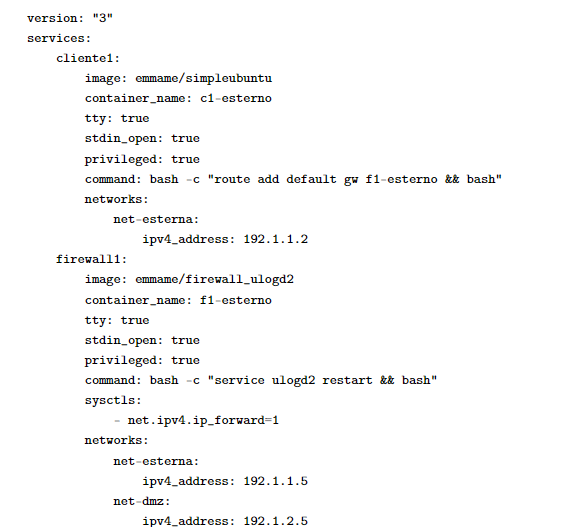 version: "3"
services:
    cliente1:
        image: emmame/simpleubuntu
        container_name: c1-esterno
        tty: true
        stdin_open: true
        privileged: true
        command: bash -c "route add default gw f1-esterno && bash"
        networks:
            net-esterna:
                ipv4_address: 192.1.1.2
    firewall1:
        image: emmame/firewall_ulogd2
        container_name: f1-esterno
        tty: true
        stdin_open: true
        privileged: true
        command: bash -c "service ulogd2 restart && bash"
        sysctls:
            - net.ipv4.ip_forward=1
        networks:
            net-esterna:
                ipv4_address: 192.1.1.5
            net-dmz:
                ipv4_address: 192.1.2.5